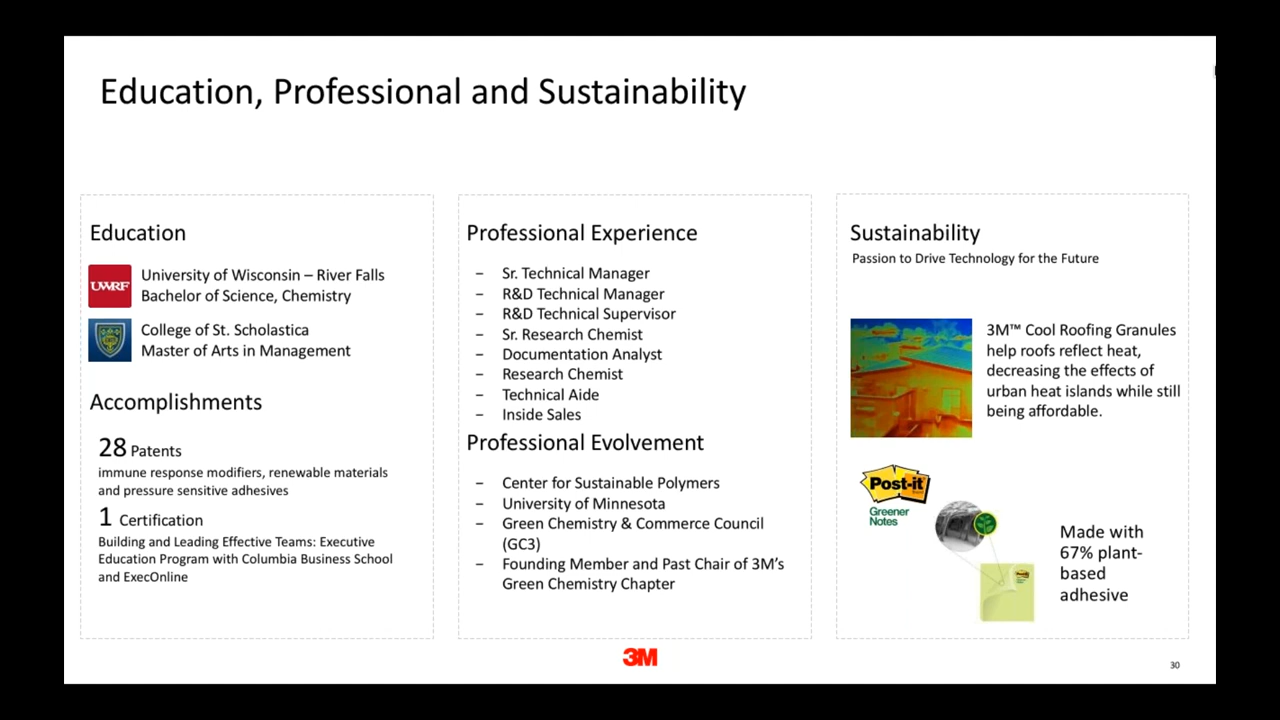 Education, Professional and Sustainability
Education
UWRF
University of Wisconsin – River Falls
Bachelor of Science, Chemistry
College of St. Scholastica
Master of Arts in Management
Accomplishments
28 Patents
immune response modifiers, renewable materials
and pressure sensitive adhesives
1 Certification
Building and Leading Effective Teams: Executive
Education Program with Columbia Business School
and ExecOnline
Professional Experience
– Sr. Technical Manager
– R&D Technical Manager
– R&D Technical Supervisor
– Sr. Research Chemist
– Documentation Analyst
– Research Chemist
– Technical Aide
– Inside Sales
Professional Evolvement
– Center for Sustainable Polymers
– University of Minnesota
– Green Chemistry & Commerce Council
(GC3)
– Founding Member and Past Chair of 3M’s
Green Chemistry Chapter
Sustainability
Passion to Drive Technology for the Future
3M™ Cool Roofing Granules
help roofs reflect heat,
decreasing the effects of
urban heat islands while still
being affordable.
Post-it
Greener
Notes
Made with
67% plant-
based
adhesive
3M
30